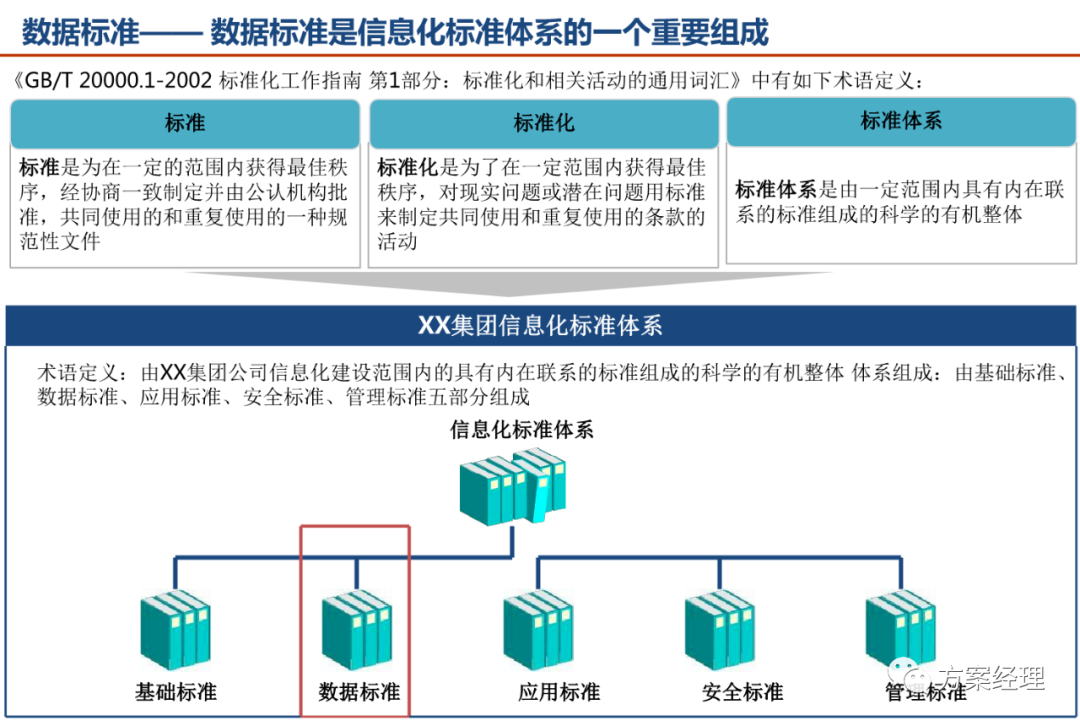 数据标准—— 数据标准是信息化标准体系的一个重要组成
《GB/T 20000.1-2002 标准化工作指南 第1部分：标准化和相关活动的通用词汇》中有如下术语定义：
标准
标准是为在一定的范围内获得最佳秩
序，经协商一致制定并由公认机构批
准，共同使用的和重复使用的一种规
范性文件
标准化
标准化是为了在一定范围内获得最佳
秩序，对现实问题或潜在问题用标准
来制定共同使用和重复使用的条款的
活动
标准体系
标准体系是由一定范围内具有内在联
系的标准组成的科学的有机整体
XX集团信息化标准体系
术语定义：由XX集团公司信息化建设范围内的具有内在联系的标准组成的科学的有机整体 体系组成：由基础标准、
数据标准、应用标准、安全标准、管理标准五部分组成
信息化标准体系
基础标准
数据标准
应用标准
安全标准
管理标准
方案经理